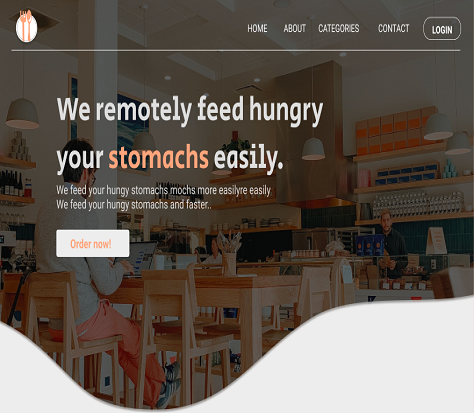 HOME ABOUT CATEGORIES CONTACT LOGIN
We remotely feed hungry
your stomachs easily.
We feed your hungy stomachs mochs more easilyre easily
We feed your hungy stomachs and faster..
Order now!